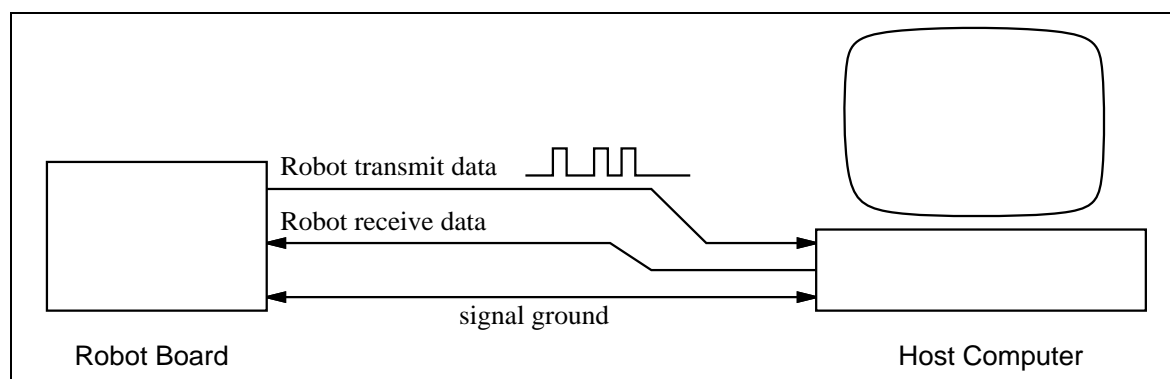 Robot transmit data
Robot receive data
signal ground
Robot Board
Host Computer